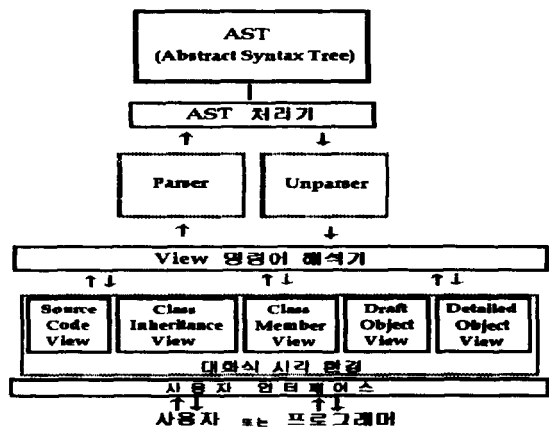 AST
(Abstract Syntax Tree)
AST 처리기
Parser
Unparser
View 명령어 해석기
Source Code View
Class Inheritance View
Class Member View
Draft Object View
Detailed Object View
대화식 시각 환경
사용자 인터페이스
사용자 또는 프로그래머